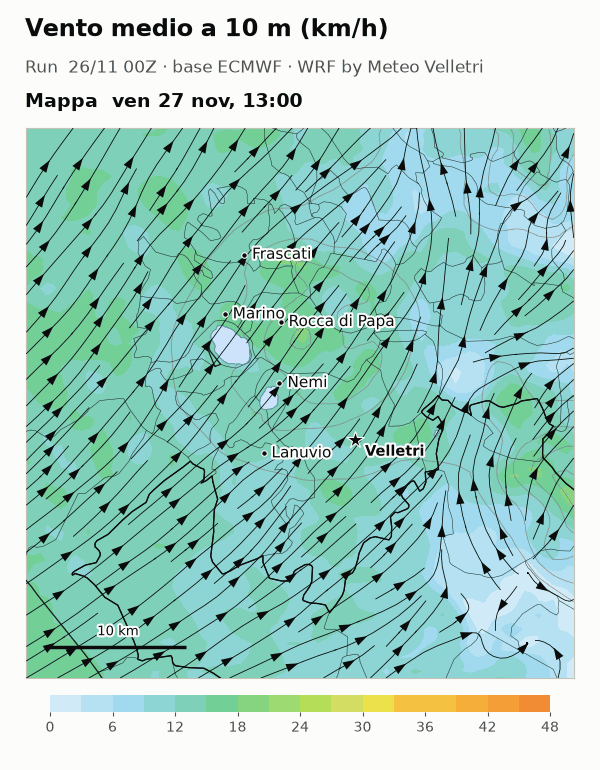 Vento medio a 10 m (km/h)
Run 26/11 00Z · base ECMWF · WRF by Meteo Velletri
Mappa ven 27 nov, 13:00
Frascati
Marino
Rocca di Papa
Nemi
Velletri
Lanuvio
10 km
0 6 12 18 24 30 36 42 48